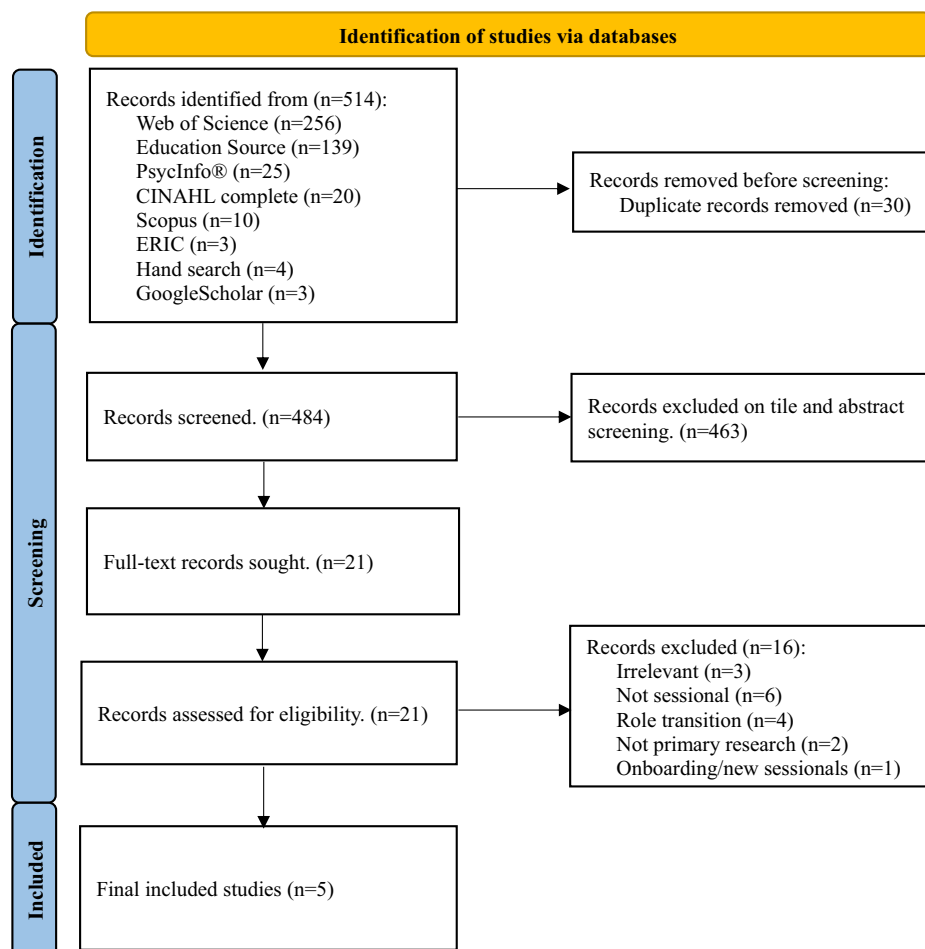 Identification of studies via databases
Identification
Records identified from (n=514):
Web of Science (n=256)
Education Source (n=139)
PsycInfo® (n=25)
CINAHL complete (n=20)
Scopus (n=10)
ERIC (n=3)
Hand search (n=4)
GoogleScholar (n=3)
Records removed before screening:
Duplicate records removed (n=30)
Screening
Records screened. (n=484)
Records excluded on tile and abstract
screening. (n=463)
Full-text records sought. (n=21)
Records assessed for eligibility. (n=21)
Records excluded (n=16):
Irrelevant (n=3)
Not sessional (n=6)
Role transition (n=4)
Not primary research (n=2)
Onboarding/new sessionals (n=1)
Included
Final included studies (n=5)